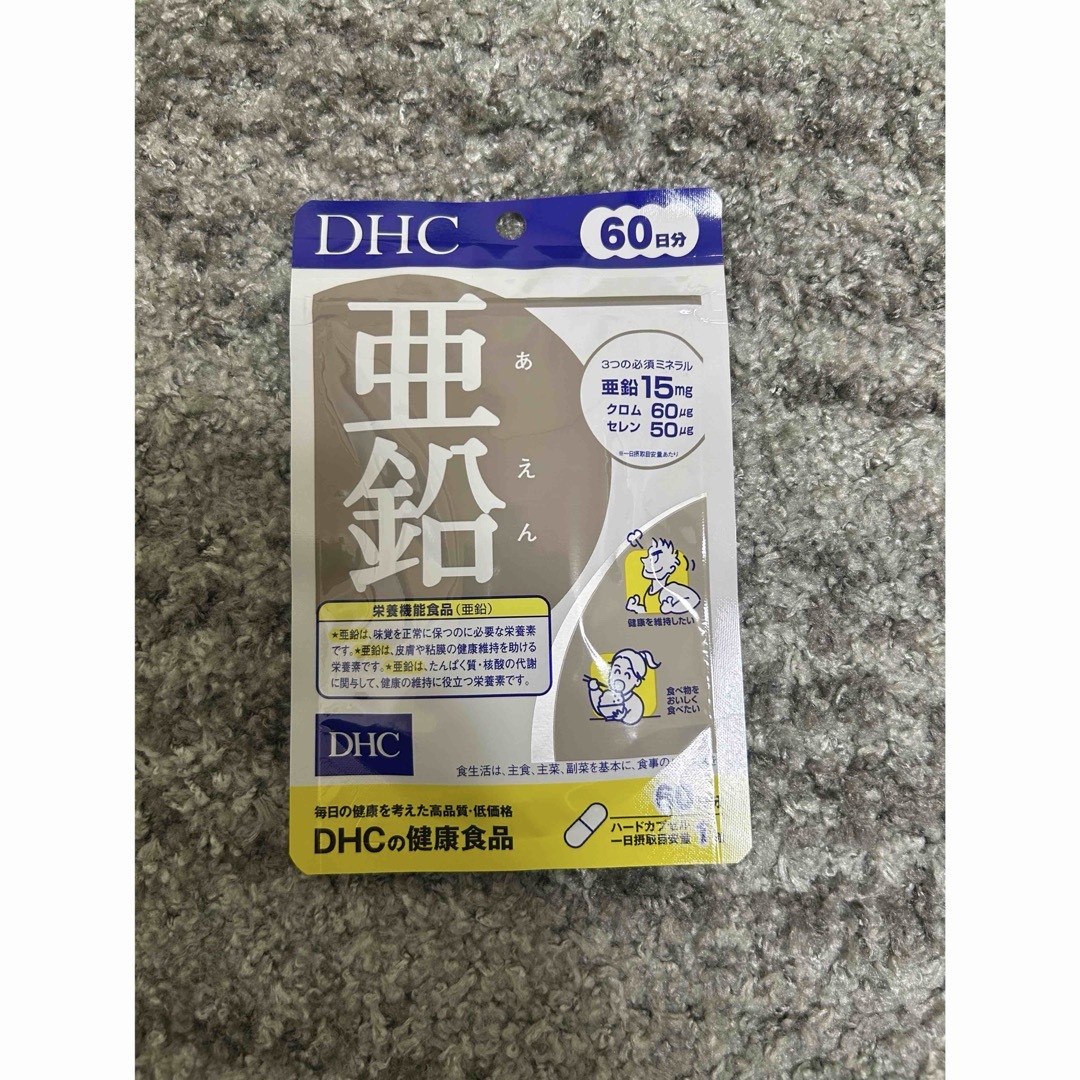 DHC
60日分
亜鉛
あえん
3つの必須ミネラル
亜鉛15mg
クロム 60μg
セレン 50μg
※一日摂取目安量あたり
栄養機能食品(亜鉛)
★亜鉛は、味覚を正常に保つのに必要な栄養素
です。★亜鉛は、皮膚や粘膜の健康維持を助ける
栄養素です。★亜鉛は、たんぱく質・核酸の代謝
に関与して、健康の維持に役立つ栄養素です。
健康を維持したい
食べ物を
おいしく
食べたい
DHC
食生活は、主食、主菜、副菜を基本に、食事の
毎日の健康を考えた高品質・低価格
DHCの健康食品
60日分
ハードカプセル
一日摂取目安量 1